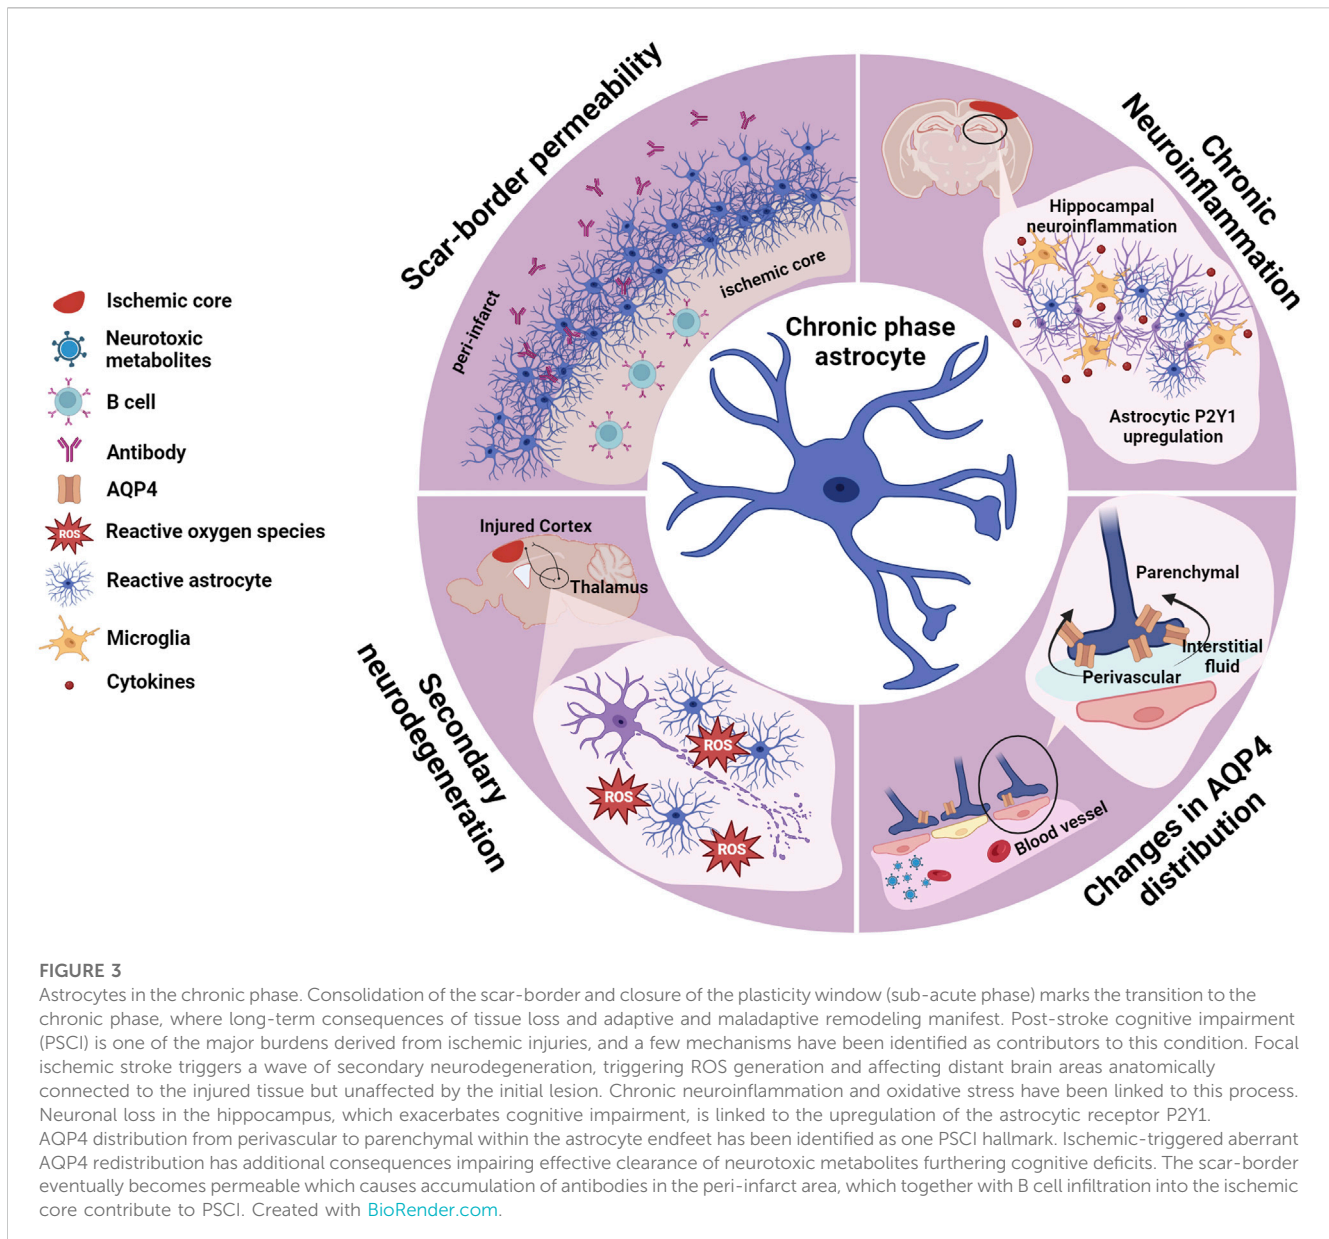 Scar-border permeability
Chronic
Neuroinflammation
peri-infarct
ischemic core
Hippocampal
neuroinflammation
Astrocytic P2Y1
upregulation
Chronic phase
astrocyte
Ischemic core
Neurotoxic
metabolites
B cell
Antibody
AQP4
ROS
Reactive oxygen species
Reactive astrocyte
Microglia
Cytokines
Injured Cortex
Thalamus
ROS
ROS
ROS
Secondary
neurodegeneration
Parenchymal
Interstitial
fluid
Perivascular
Blood vessel
Changes in AQP4
distribution
FIGURE 3
Astrocytes in the chronic phase. Consolidation of the scar-border and closure of the plasticity window (sub-acute phase) marks the transition to the
chronic phase, where long-term consequences of tissue loss and adaptive and maladaptive remodeling manifest. Post-stroke cognitive impairment
(PSCI) is one of the major burdens derived from ischemic injuries, and a few mechanisms have been identified as contributors to this condition. Focal
ischemic stroke triggers a wave of secondary neurodegeneration, triggering ROS generation and affecting distant brain areas anatomically
connected to the injured tissue but unaffected by the initial lesion. Chronic neuroinflammation and oxidative stress have been linked to this process.
Neuronal loss in the hippocampus, which exacerbates cognitive impairment, is linked to the upregulation of the astrocytic receptor P2Y1.
AQP4 distribution from perivascular to parenchymal within the astrocyte endfeet has been identified as one PSCI hallmark. Ischemic-triggered aberrant
AQP4 redistribution has additional consequences impairing effective clearance of neurotoxic metabolites furthering cognitive deficits. The scar-border
eventually becomes permeable which causes accumulation of antibodies in the peri-infarct area, which together with B cell infiltration into the ischemic
core contribute to PSCI. Created with BioRender.com.